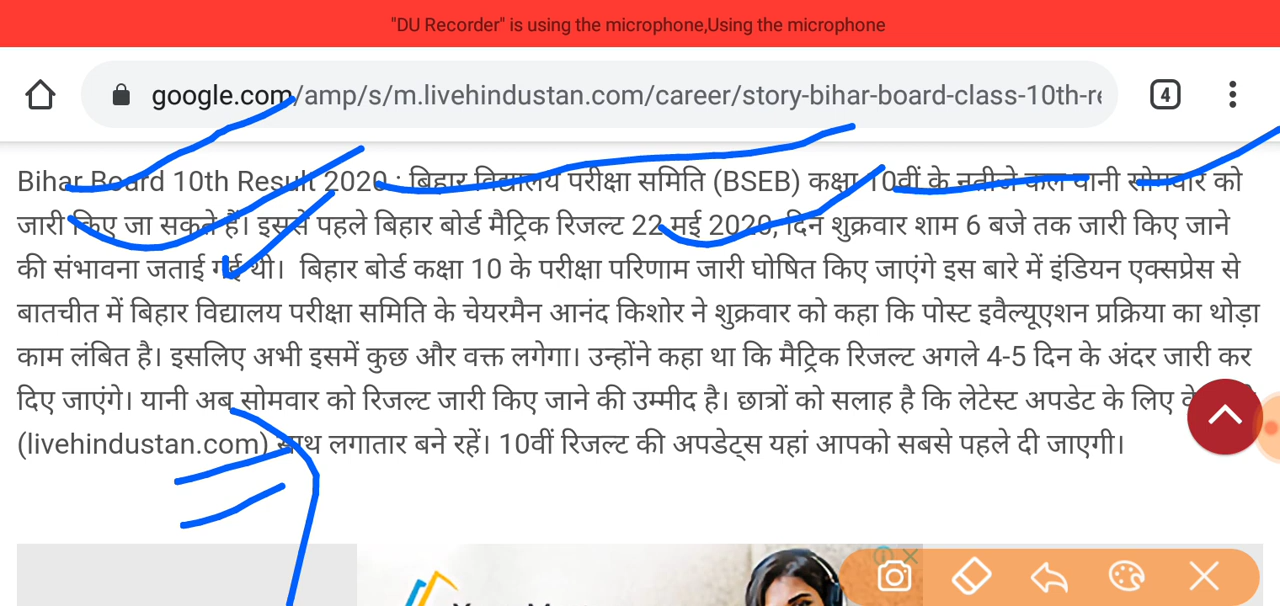 "DU Recorder" is using the microphone,Using the microphone
google.com/amp/s/m.livehindustan.com/career/story-bihar-board-class-10th-re
4
Bihar Board 10th Result 2020 : बिहार विद्यालय परीक्षा समिति (BSEB) कक्षा 10वीं के नतीजे कल यानी सोमवार को
जारी किए जा सकते हैं। इससे पहले बिहार बोर्ड मैट्रिक रिजल्ट 22 मई 2020, दिन शुक्रवार शाम 6 बजे तक जारी किए जाने
की संभावना जताई गई थी। बिहार बोर्ड कक्षा 10 के परीक्षा परिणाम जारी घोषित किए जाएंगे इस बारे में इंडियन एक्सप्रेस से
बातचीत में बिहार विद्यालय परीक्षा समिति के चेयरमैन आनंद किशोर ने शुक्रवार को कहा कि पोस्ट इवैल्यूएशन प्रक्रिया का थोड़ा
काम लंबित है। इसलिए अभी इसमें कुछ और वक्त लगेगा। उन्होंने कहा था कि मैट्रिक रिजल्ट अगले 4-5 दिन के अंदर जारी कर
दिए जाएंगे। यानी अब सोमवार को रिजल्ट जारी किए जाने की उम्मीद है। छात्रों को सलाह है कि लेटेस्ट अपडेट के लिए
(livehindustan.com) साथ लगातार बने रहें। 10वीं रिजल्ट की अपडेट्स यहां आपको सबसे पहले दी जाएगी।